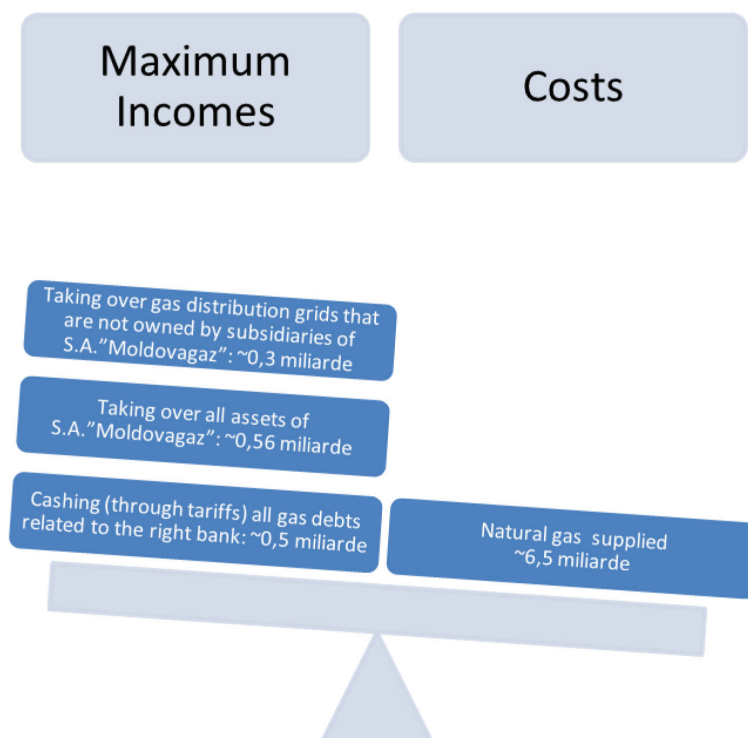 Maximum
Incomes
Costs
Taking over gas distribution grids that
are not owned by subsidiaries of
S.A.”Moldovagaz”: ~0,3 miliarde
Taking over all assets of
S.A.”Moldovagaz”: ~0,56 miliarde
Cashing (through tariffs) all gas debts
related to the right bank: ~0,5 miliarde
Natural gas supplied
~6,5 miliarde